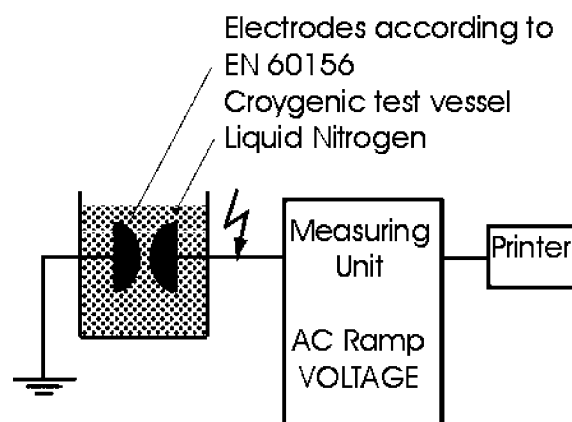 Electrodes according to
EN 60156
Croygenic test vessel
Liquid Nitrogen
Measuring
Unit
AC Ramp
VOLTAGE
Printer